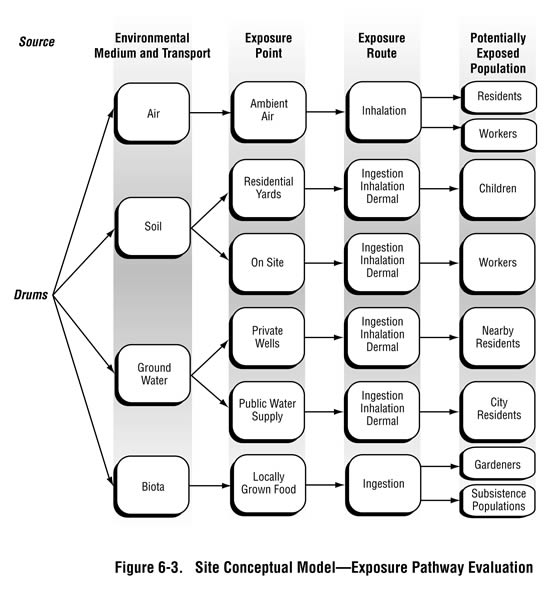 Source
Environmental
Medium and Transport
Exposure
Point
Exposure
Route
Potentially
Exposed
Population
Drums
Air
Ambient
Air
Inhalation
Residents
Workers
Soil
Residential
Yards
Ingestion
Inhalation
Dermal
Children
On Site
Ingestion
Inhalation
Dermal
Workers
Ground
Water
Private
Wells
Ingestion
Inhalation
Dermal
Nearby
Residents
Public Water
Supply
Ingestion
Inhalation
Dermal
City
Residents
Biota
Locally
Grown Food
Ingestion
Gardeners
Subsistence
Populations
Figure 6-3. Site Conceptual Model—Exposure Pathway Evaluation